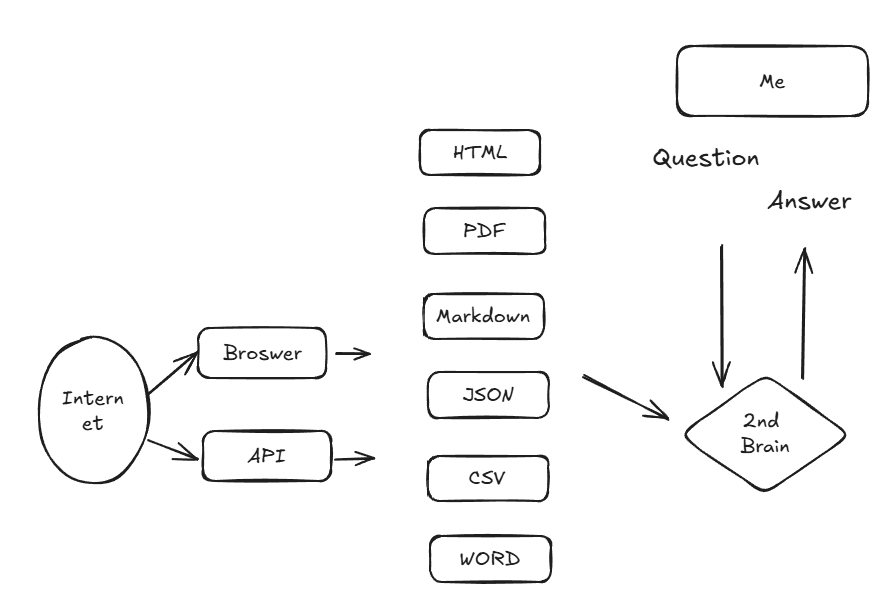 Me
HTML
Question
Answer
PDF
Markdown
Broswer
Intern
et
JSON
2nd
Brain
API
CSV
WORD